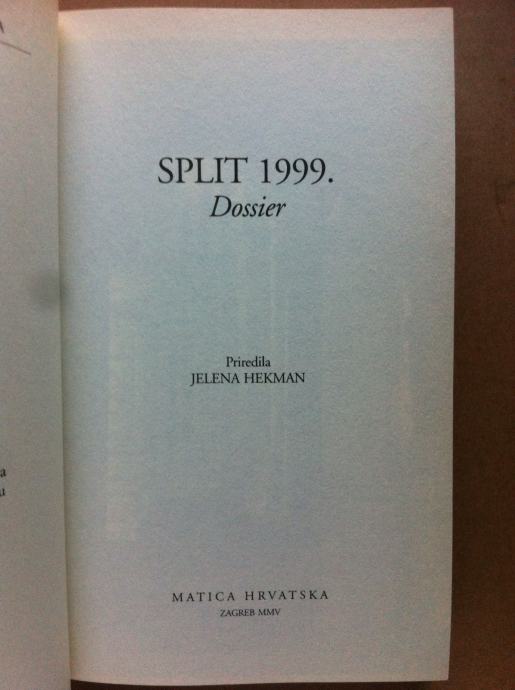 SPLIT 1999.
Dossier
Priredila
JELENA HEKMAN
MATICA HRVATSKA
ZAGREB MMV
a
u